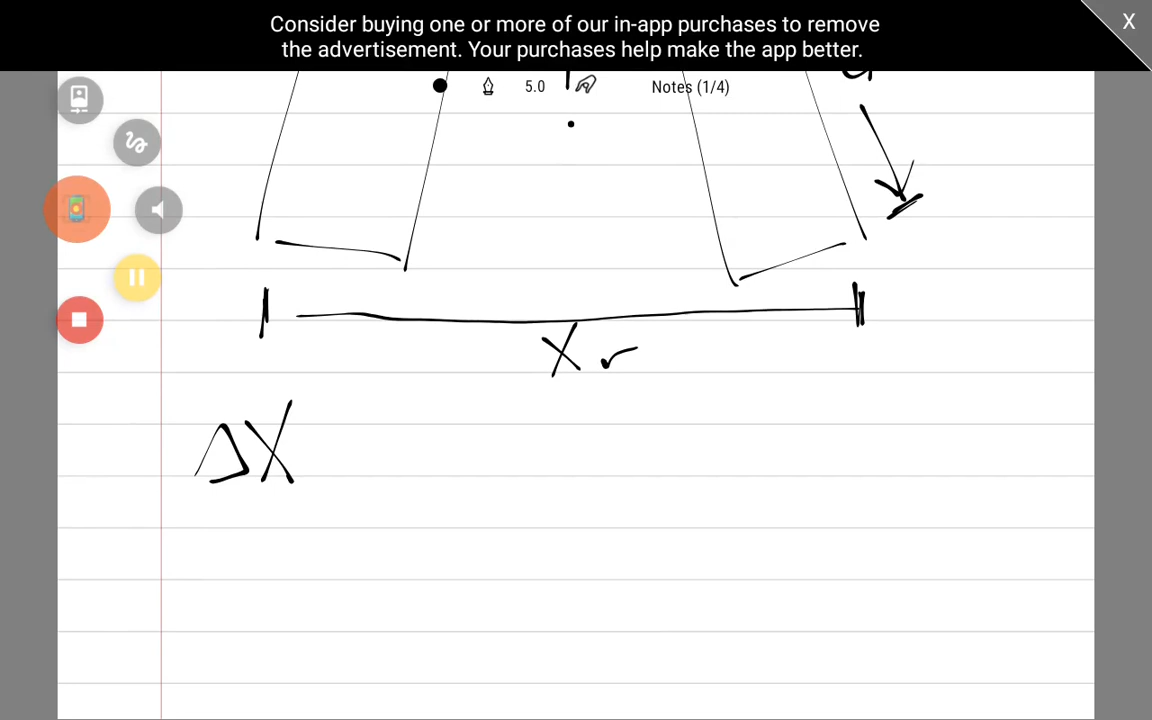 Consider buying one or more of our in-app purchases to remove
the advertisement. Your purchases help make the app better.
X
5.0 Notes (1/4)
X r
ΔX